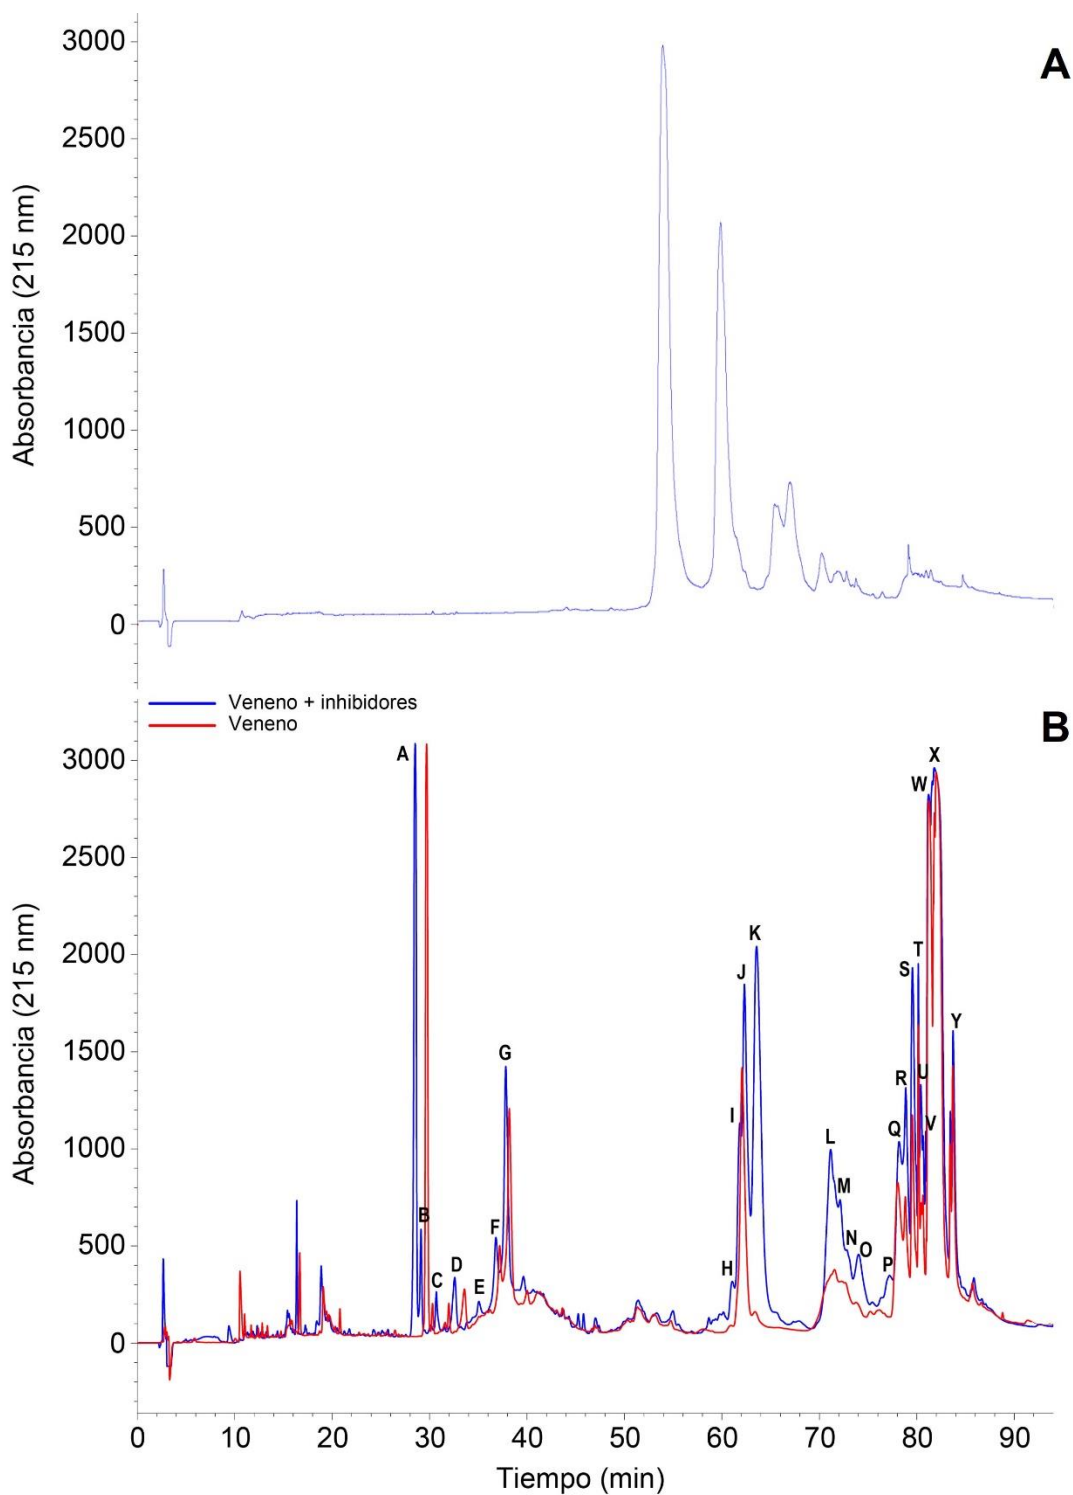 A
3000
2500
2000
1500
1000
500
0
Absorbancia (215 nm)
Veneno + inhibidores
Veneno
B
3000
2500
2000
1500
1000
500
0
Absorbancia (215 nm)
A
B
C
D
E
F
G
H
I
J
K
L
M
N
O
P
Q
R
S
T
U
V
W
X
Y
0 10 20 30 40 50 60 70 80 90
Tiempo (min)